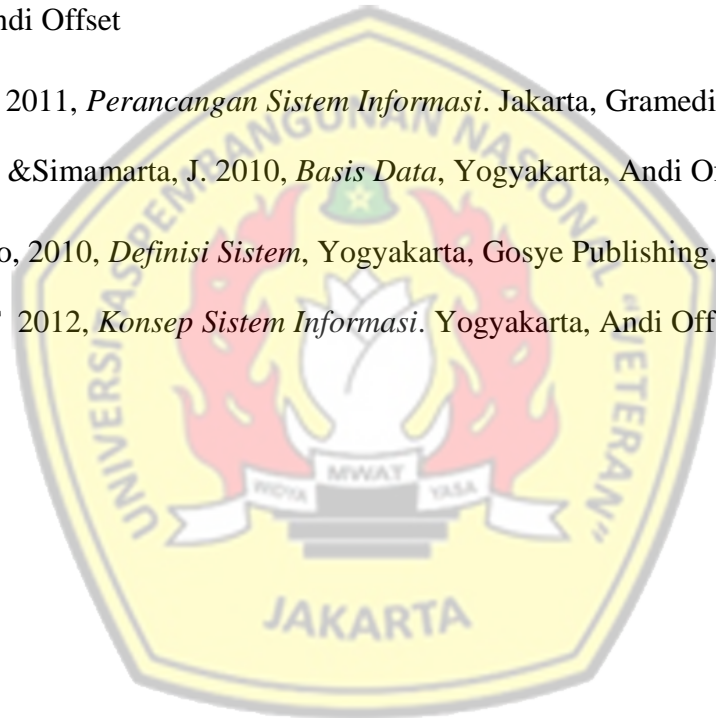 ndi Offset
2011, Perancangan Sistem Informasi. Jakarta, Gramedi
&Simamarta, J. 2010, Basis Data, Yogyakarta, Andi Of
o, 2010, Definisi Sistem, Yogyakarta, Gosye Publishing.
2012, Konsep Sistem Informasi. Yogyakarta, Andi Off
UNIVERSITAS PEMBANGUNAN NASIONAL "VETERAN"
WIDYA MWAT YASA
JAKARTA